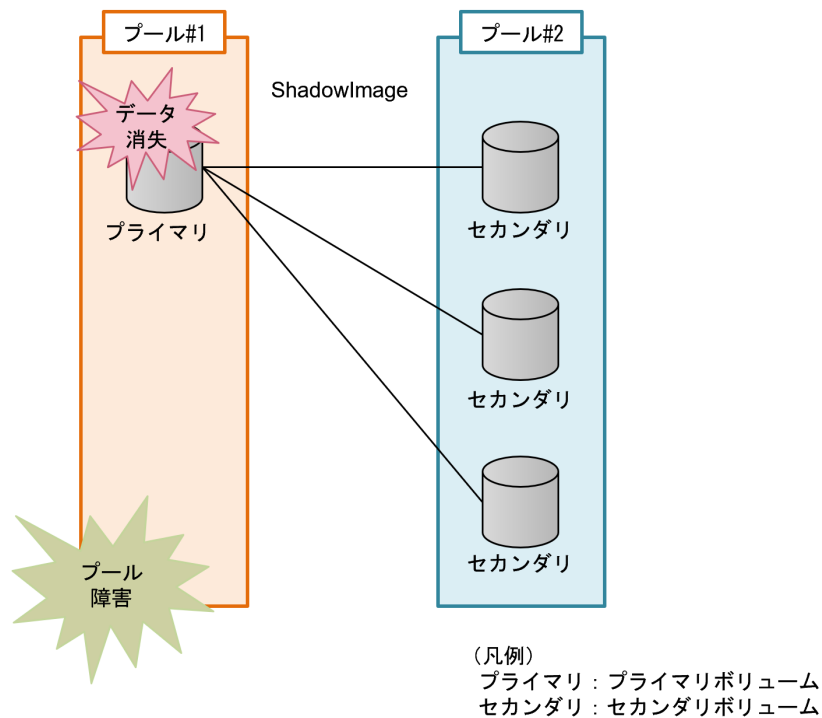 プール#1
プール#2
ShadowImage
データ
消失
プライマリ
セカンダリ
セカンダリ
セカンダリ
プール
障害
（凡例）
プライマリ：プライマリボリューム
セカンダリ：セカンダリボリューム